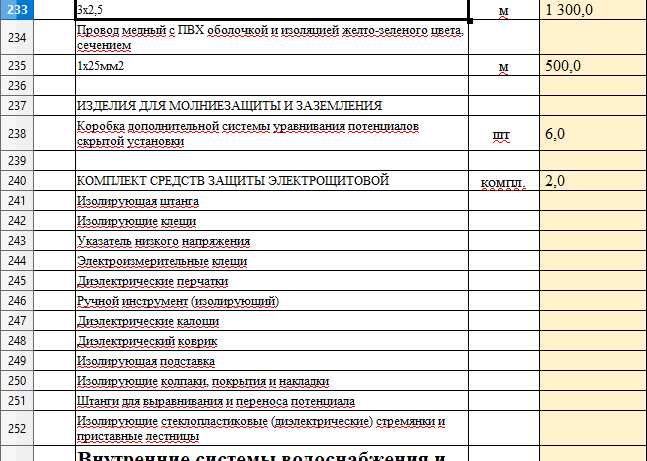 233 3х2,5 м 1 300,0
Провод медный с ПВХ оболочкой и изоляцией желто-зеленого цвета,
234
сечением
235 1х25мм2 м 500,0
236
237 ИЗДЕЛИЯ ДЛЯ МОЛНИЕЗАЩИТЫ И ЗАЗЕМЛЕНИЯ
Коробка дополнительной системы уравнивания потенциалов
238 шт 6,0
скрытой установки
239
240 КОМПЛЕКТ СРЕДСТВ ЗАЩИТЫ ЭЛЕКТРОЩИТОВОЙ компл. 2,0
241 Изолирующая штанга
242 Изолирующие клещи
243 Указатель низкого напряжения
244 Электроизмерительные клещи
245 Диэлектрические перчатки
246 Ручной инструмент (изолирующий)
247 Диэлектрические калоши
248 Диэлектрический коврик
249 Изолирующая подставка
250 Изолирующие колпаки, покрытия и накладки
251 Штанги для выравнивания и переноса потенциала
Изолирующие стеклопластиковые (диэлектрические) стремянки и
252
приставные лестницы
Внутренние системы водоснабжения и